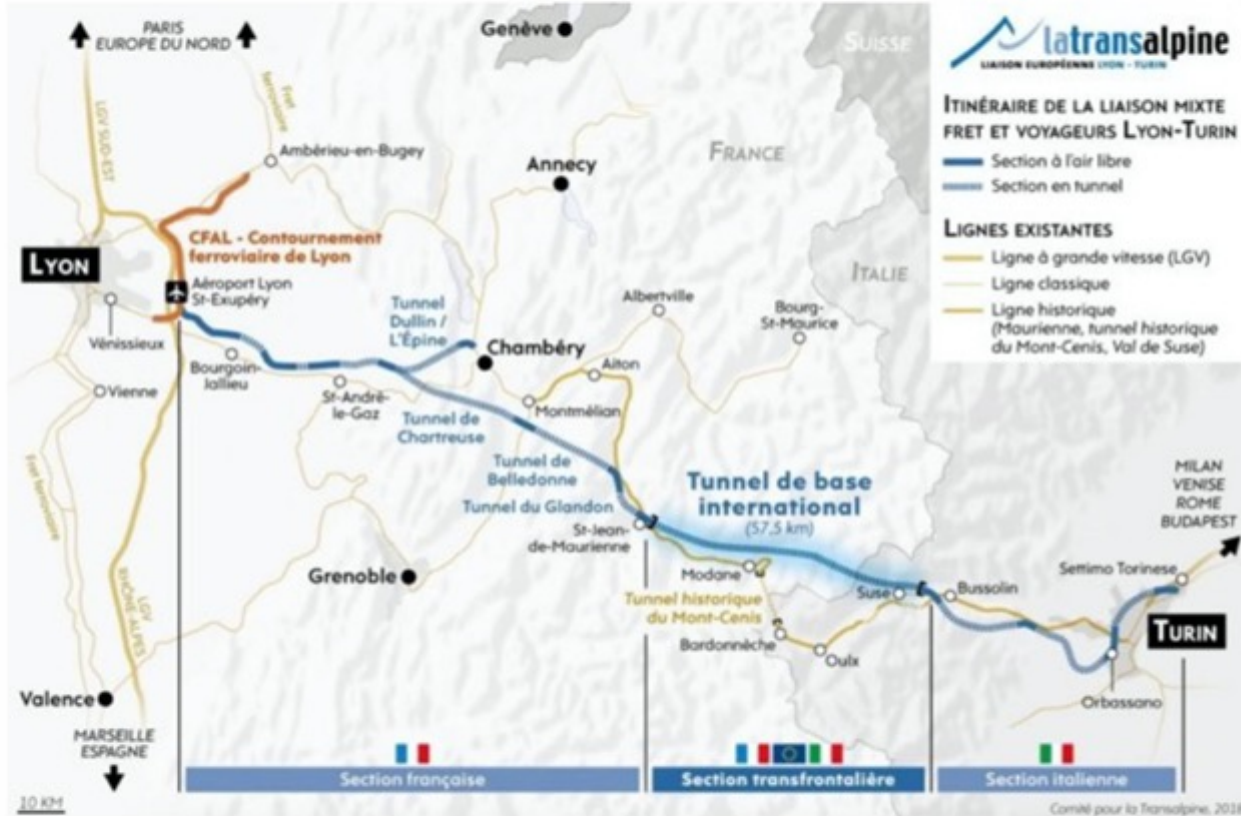 PARIS
EUROPE DU NORD
Genève
SUISSE
latransalpine
LIAISON EUROPÉENNE LYON - TURIN
ITINÉRAIRE DE LA LIAISON MIXTE
FRET ET VOYAGEURS LYON-TURIN
Section à l'air libre
Section en tunnel
LIGNES EXISTANTES
Ligne à grande vitesse (LGV)
Ligne classique
Ligne historique
(Maurienne, tunnel historique
du Mont-Cenis, Val de Suse)
LGV SUD-EST
Fret
ferroviaire
Ambérieu-en-Bugey
Annecy
FRANCE
ITALIE
CFAL - Contournement
ferroviaire de Lyon
LYON
Aéroport Lyon
St-Exupéry
Vénissieux
Vienne
Bourgoin-
Jallieu
St-André-
le-Gaz
Tunnel
Dullin /
L'Épine
Chambéry
Albertville
Bourg-
St-Maurice
Aiton
Montmélian
Tunnel de
Chartreuse
Tunnel de
Belledonne
Tunnel du Glandon
Tunnel de base
international
(57,5 km)
St-Jean-
de-Maurienne
Fret ferroviaire
LGV
RHÔNE-ALPES
Grenoble
Modane
Tunnel historique
du Mont-Cenis
Bardonnèche
Oulx
Suse
Bussolin
MILAN
VENISE
ROME
BUDAPEST
Settimo Torinese
TURIN
Orbassano
Valence
MARSEILLE
ESPAGNE
Section française
Section transfrontalière
Section italienne
10 KM
Comité pour la Transalpine, 2018